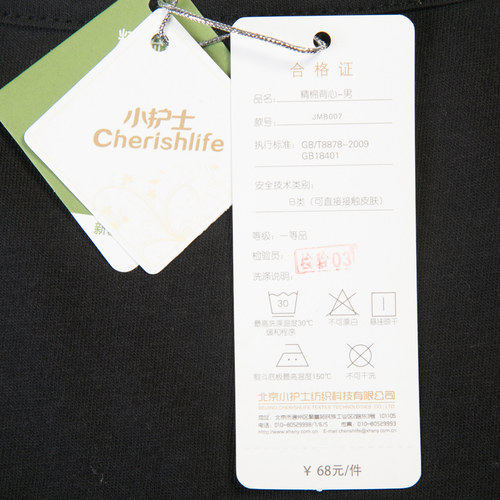 小护士
Cherishlife
合格证
品名： 精棉背心-男
款号： JMB007
执行标准： GB/T8878-2009
GB18401
安全技术类别：
B类（可直接接触皮肤）
等级：一等品
检验员： 检验03
洗涤说明：
30
最高洗涤温度30℃
缓和程序
不可漂白
悬挂晾干
熨斗底板最高温度150℃
不可干洗
北京小护士纺织科技有限公司
¥ 68元/件